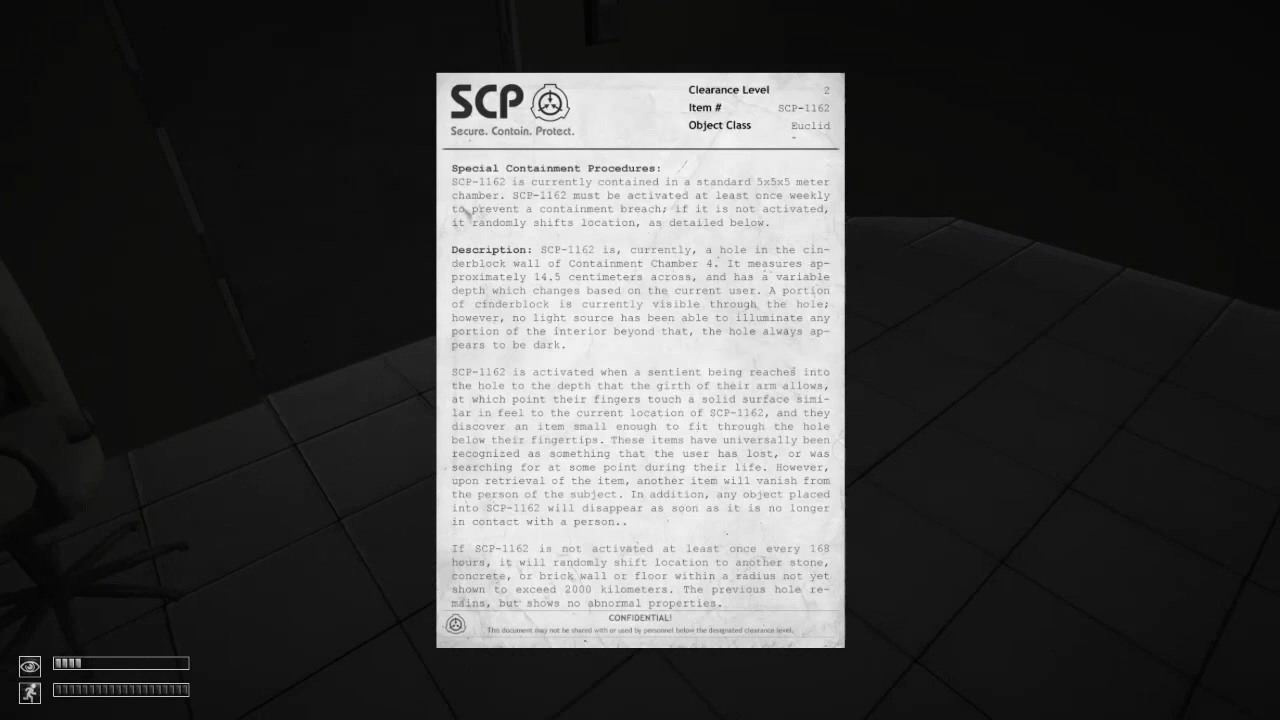 SCP
Secure. Contain. Protect.
Clearance Level 2
Item # SCP-1162
Object Class Euclid
Special Containment Procedures:
SCP-1162 is currently contained in a standard 5x5x5 meter
chamber. SCP-1162 must be activated at least once weekly
to prevent a containment breach; if it is not activated,
it randomly shifts location, as detailed below.
Description: SCP-1162 is, currently, a hole in the cin-
derblock wall of Containment Chamber 4. It measures ap-
proximately 14.5 centimeters across, and has a variable
depth which changes based on the current user. A portion
of cinderblock is currently visible through the hole;
however, no light source has been able to illuminate any
portion of the interior beyond that, the hole always ap-
pears to be dark.
SCP-1162 is activated when a sentient being reaches into
the hole to the depth that the girth of their arm allows,
at which point their fingers touch a solid surface simi-
lar in feel to the current location of SCP-1162, and they
discover an item small enough to fit through the hole
below their fingertips. These items have universally been
recognized as something that the user has lost, or was
searching for at some point during their life. However,
upon retrieval of the item, another item will vanish from
the person of the subject. In addition, any object placed
into SCP-1162 will disappear as soon as it is no longer
in contact with a person..
If SCP-1162 is not activated at least once every 168
hours, it will randomly shift location to another stone,
concrete, or brick wall or floor within a radius not yet
shown to exceed 2000 kilometers. The previous hole re-
mains, but shows no abnormal properties.
CONFIDENTIAL!
This document may not be shared with or used by personnel below the designated clearance level.